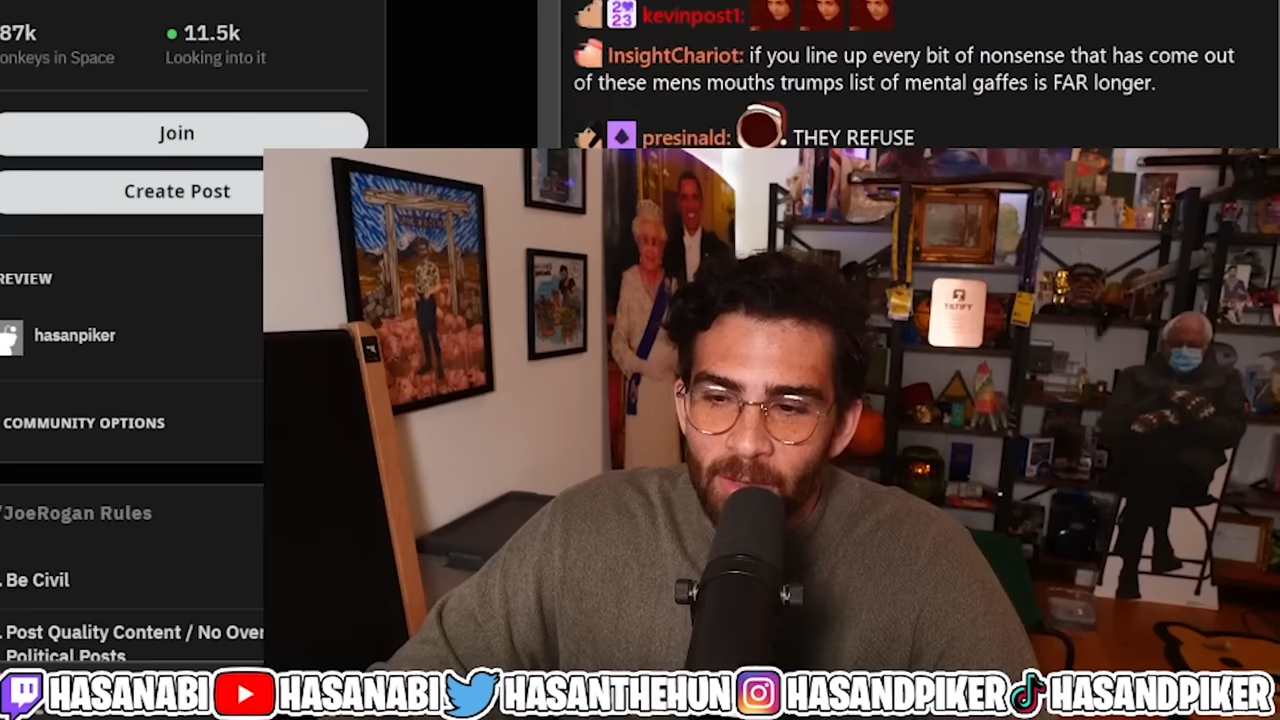 87k
11.5k
onkeys in Space
Looking into it
Join
Create Post
REVIEW
hasanpiker
COMMUNITY OPTIONS
/JoeRogan Rules
. Be Civil
. Post Quality Content / No Over
Political Posts
2 23 kevinpost1:
InsightChariot: if you line up every bit of nonsense that has come out
of these mens mouths trumps list of mental gaffes is FAR longer.
presinald: THEY REFUSE
TILTIFY
HASANABI HASANABI HASANTHEHUN HASANDPIKER HASANDPIKER